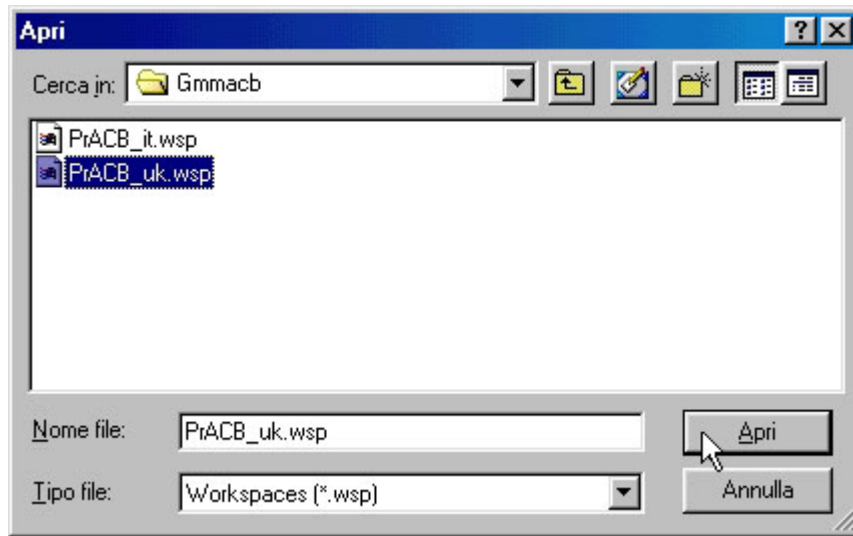 Apri
Cerca in: Gmmacb
PrACB_it.wsp
PrACB_uk.wsp
Nome file: PrACB_uk.wsp Apri
Tipo file: Workspaces (*.wsp) Annulla